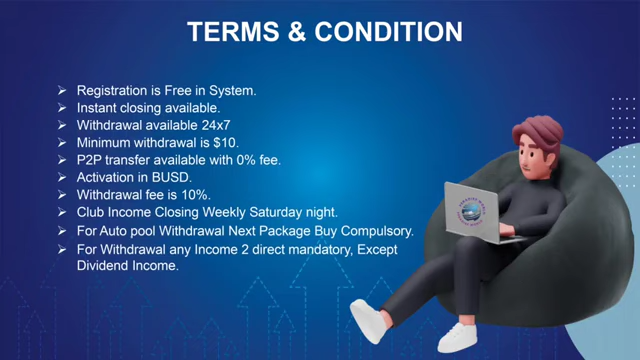 TERMS & CONDITION
➢ Registration is Free in System.
➢ Instant closing available.
➢ Withdrawal available 24x7
➢ Minimum withdrawal is $10.
➢ P2P transfer available with 0% fee.
➢ Activation in BUSD.
➢ Withdrawal fee is 10%.
➢ Club Income Closing Weekly Saturday night.
➢ For Auto pool Withdrawal Next Package Buy Compulsory.
➢ For Withdrawal any Income 2 direct mandatory, Except
Dividend Income.